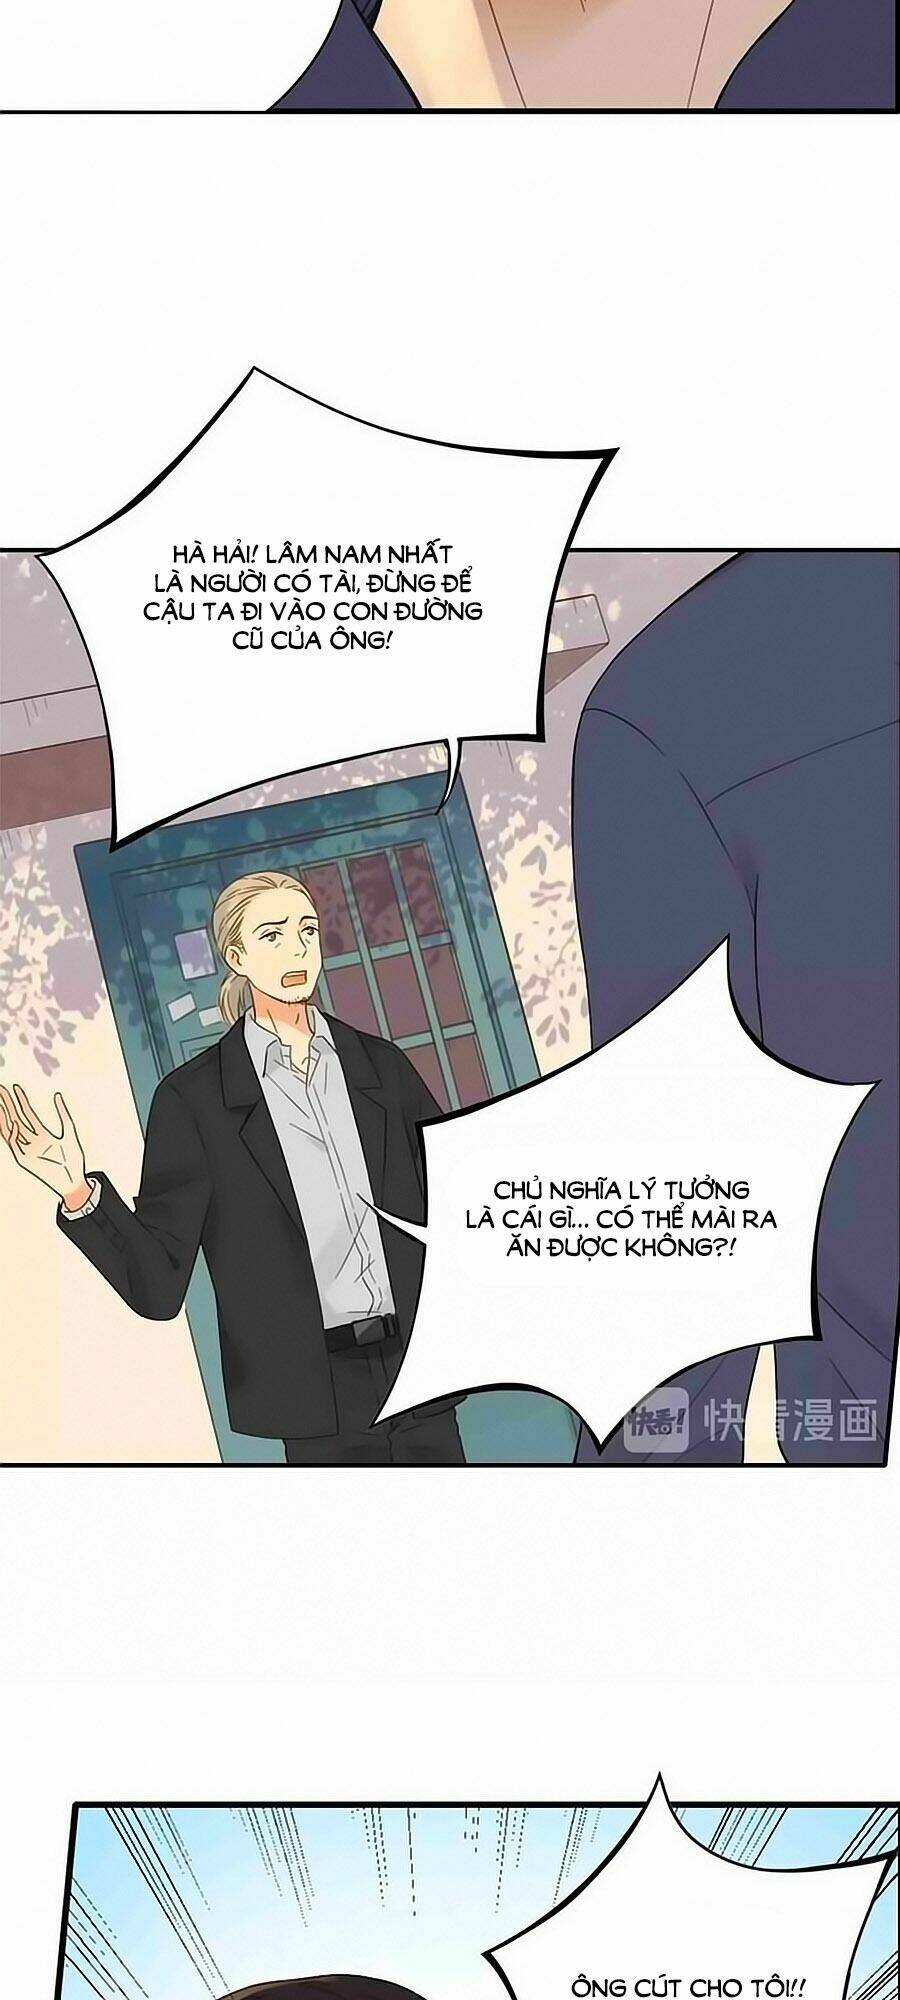 HÀ HẢI! LÂM NAM NHẤT
LÀ NGƯỜI CÓ TÀI, ĐỪNG ĐỂ
CẬU TA ĐI VÀO CON ĐƯỜNG
CŨ CỦA ÔNG!
CHỦ NGHĨA LÝ TƯỞNG
LÀ CÁI GÌ... CÓ THỂ MÀI RA
ĂN ĐƯỢC KHÔNG?!
快看! 快看漫画
ÔNG CÚT CHO TÔI!!